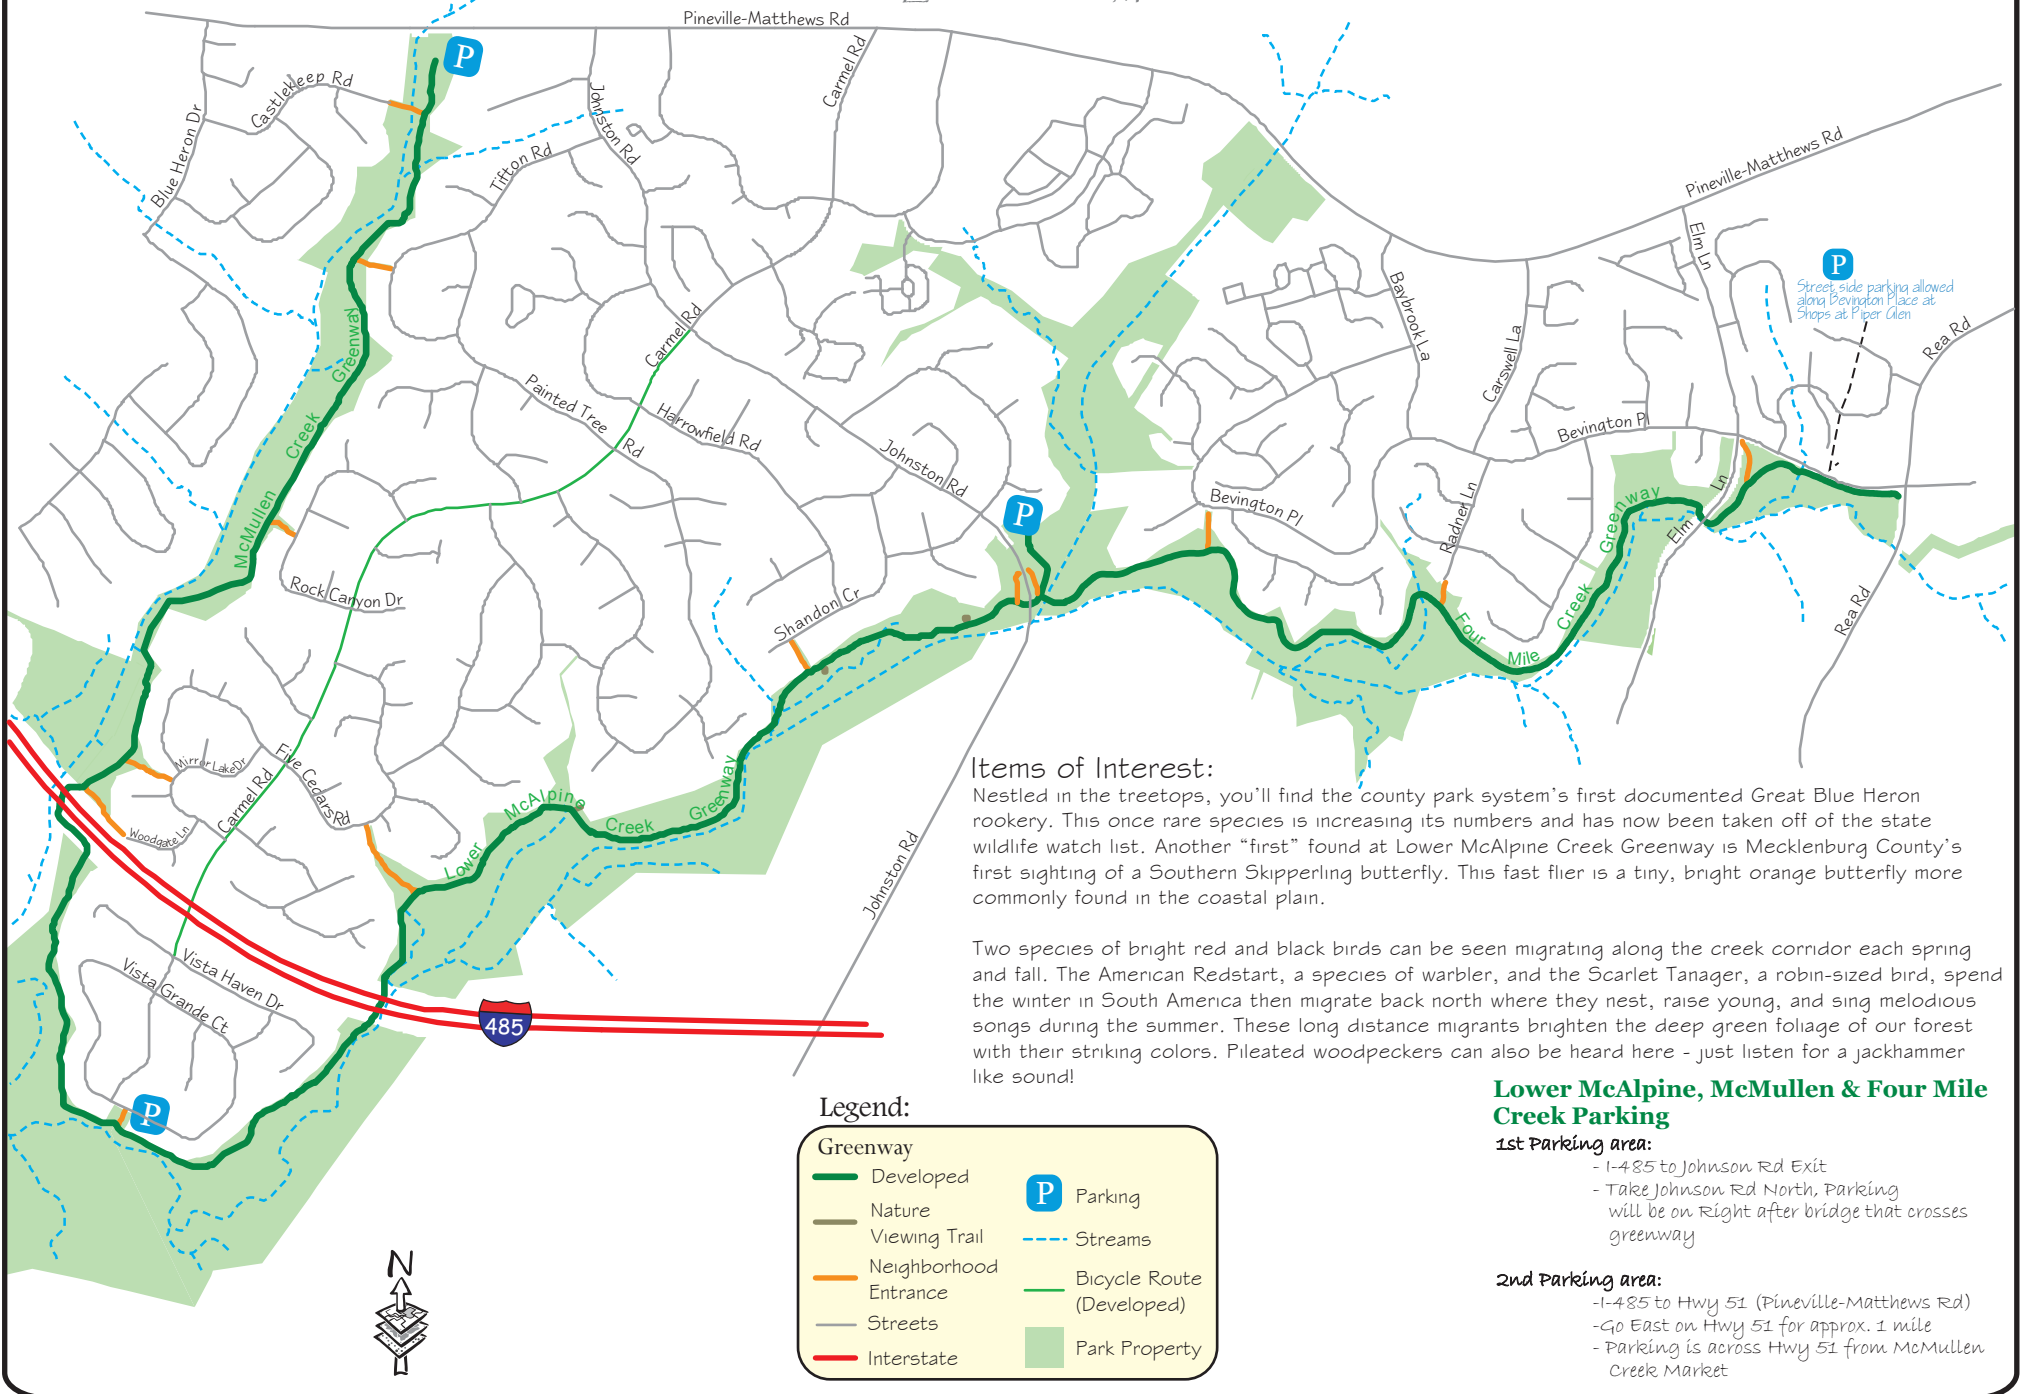 Pineville-Matthews Rd
P
Castlekeep Rd
Blue Heron Dr
Johnston Rd
Tifton Rd
Carmel Rd
Pineville-Matthews Rd
Elm Ln
P
Street side parking allowed
along Bevington Place at
Shops at Piper Glen
Rea Rd
Baybrook La
Carswell La
Carmel Rd
McMullen Creek Greenway
Painted Tree Rd
Harrowfield Rd
Johnston Rd
Bevington Pl
Bevington Pl
Radner Ln
Elm Ln
P
Rock Canyon Dr
Shandon Cr
Four Mile Creek Greenway
Rea Rd
Mirror Lake Dr
Five Cedars Rd
Carmel Rd
Woodgate Ln
Lower McAlpine Creek Greenway
Johnston Rd
Vista Haven Dr
Vista Grande Ct
485
P
Items of Interest:
Nestled in the treetops, you'll find the county park system's first documented Great Blue Heron
rookery. This once rare species is increasing its numbers and has now been taken off of the state
wildlife watch list. Another “first” found at Lower McAlpine Creek Greenway is Mecklenburg County's
first sighting of a Southern Skipperling butterfly. This fast flier is a tiny, bright orange butterfly more
commonly found in the coastal plain.
Two species of bright red and black birds can be seen migrating along the creek corridor each spring
and fall. The American Redstart, a species of warbler, and the Scarlet Tanager, a robin-sized bird, spend
the winter in South America then migrate back north where they nest, raise young, and sing melodious
songs during the summer. These long distance migrants brighten the deep green foliage of our forest
with their striking colors. Pileated woodpeckers can also be heard here - just listen for a jackhammer
like sound!
Legend:
Greenway
Developed
Nature
Viewing Trail
Neighborhood
Entrance
Streets
Interstate
P Parking
Streams
Bicycle Route
(Developed)
Park Property
N
Lower McAlpine, McMullen & Four Mile
Creek Parking
1st Parking area:
- I-485 to Johnson Rd Exit
- Take Johnson Rd North, Parking
will be on Right after bridge that crosses
greenway
2nd Parking area:
-I-485 to Hwy 51 (Pineville-Matthews Rd)
-Go East on Hwy 51 for approx. 1 mile
- Parking is across Hwy 51 from McMullen
Creek Market